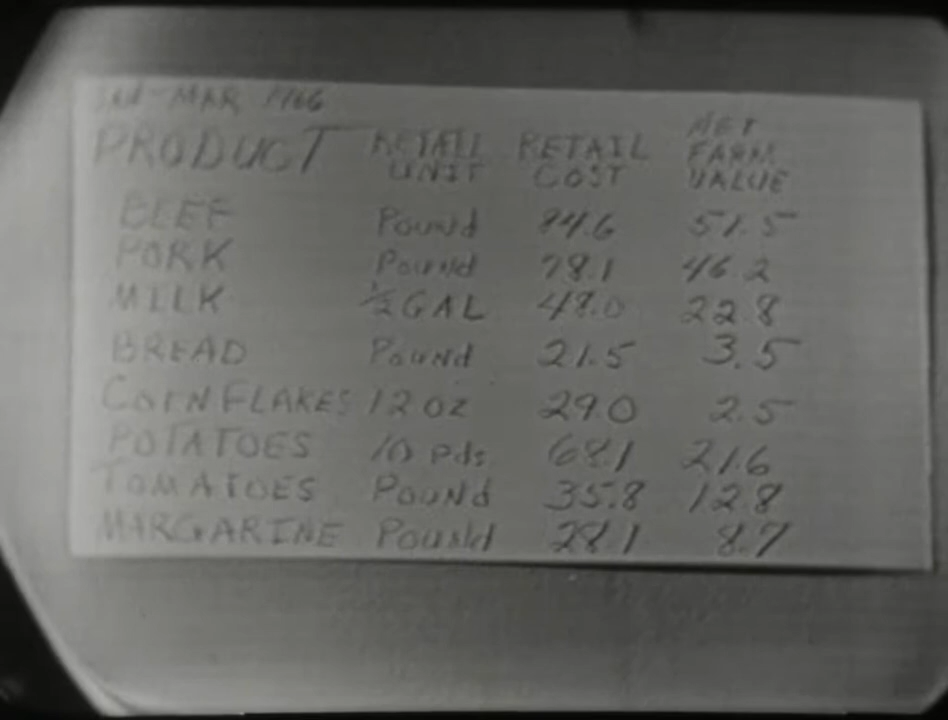 JAN-MAR 1966
PRODUCT RETAIL UNIT RETAIL COST NET FARM VALUE
BEEF Pound 84.6 51.5
PORK Pound 78.1 46.2
MILK ½ GAL 48.0 22.8
BREAD Pound 21.5 3.5
CORN FLAKES 12 oz 29.0 2.5
POTATOES 10 Pds 68.1 21.6
TOMATOES Pound 35.8 12.8
MARGARINE Pound 28.1 8.7